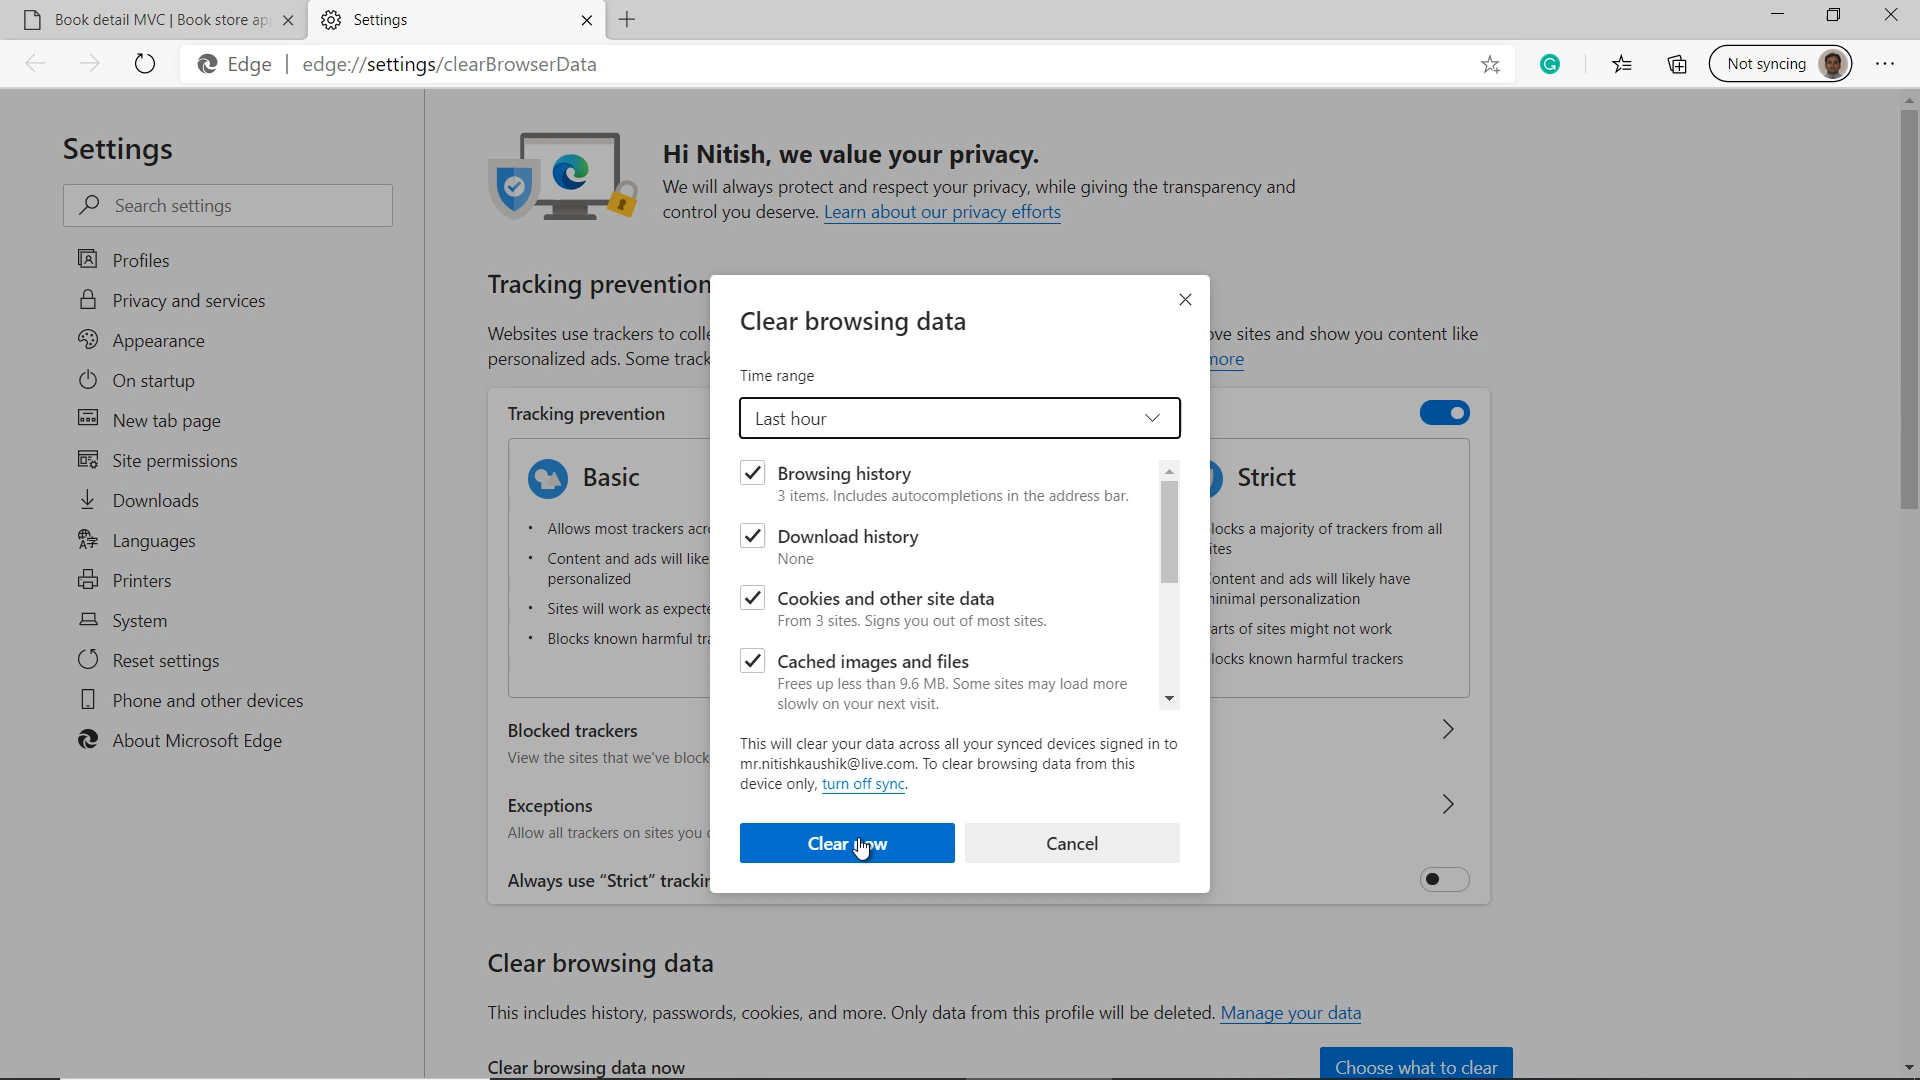 Book detail MVC | Book store ap
Settings
Edge | edge://settings/clearBrowserData
Not syncing
Settings
Search settings
Profiles
Privacy and services
Appearance
On startup
New tab page
Site permissions
Downloads
Languages
Printers
System
Reset settings
Phone and other devices
About Microsoft Edge
Hi Nitish, we value your privacy.
We will always protect and respect your privacy, while giving the transparency and
control you deserve. Learn about our privacy efforts
Tracking prevention
Websites use trackers to colle
ove sites and show you content like
personalized ads. Some track
more
Tracking prevention
Basic
Allows most trackers acr
Content and ads will like
personalized
Sites will work as expecte
Blocks known harmful tra
Strict
locks a majority of trackers from all
ites
ontent and ads will likely have
inimal personalization
arts of sites might not work
locks known harmful trackers
Blocked trackers
View the sites that we've block
Exceptions
Allow all trackers on sites you c
Always use “Strict” trackin
Clear browsing data
Time range
Last hour
Browsing history
3 items. Includes autocompletions in the address bar.
Download history
None
Cookies and other site data
From 3 sites. Signs you out of most sites.
Cached images and files
Frees up less than 9.6 MB. Some sites may load more
slowly on your next visit.
This will clear your data across all your synced devices signed in to
mr.nitishkaushik@live.com. To clear browsing data from this
device only, turn off sync.
Clear now
Cancel
Clear browsing data
This includes history, passwords, cookies, and more. Only data from this profile will be deleted. Manage your data
Clear browsing data now
Choose what to clear